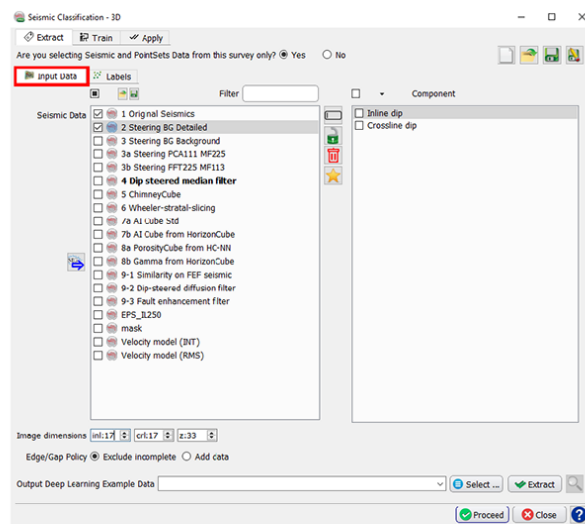 Seismic Classification - 3D
Extract Train Apply
Are you selecting Seismic and PointSets Data from this survey only? Yes No
Input Data Labels
Filter Component
Seismic Data
1 Orignal Seismics
2 Steering BG Detailed
3 Steering BG Background
3a Steering PCA111 MF225
3b Steering FFT225 MF113
4 Dip steered median filter
5 ChimneyCube
6 Wheeler-stratal-slicing
7a AI Cube Std
7b AI Cube from HorizonCube
8a PorosityCube from HC-NN
8b Gamma from HorizonCube
9-1 Similarity on FEF seismic
9-2 Dip-steered diffusion filter
9-3 Fault enhancement filter
EPS_IL250
mask
Velocity model (INT)
Velocity model (RMS)
Inline dip
Crossline dip
Image dimensions inl:17 crl:17 z:33
Edge/Gap Policy Exclude incomplete Add data
Output Deep Learning Example Data Select ... Extract
Proceed Close ?